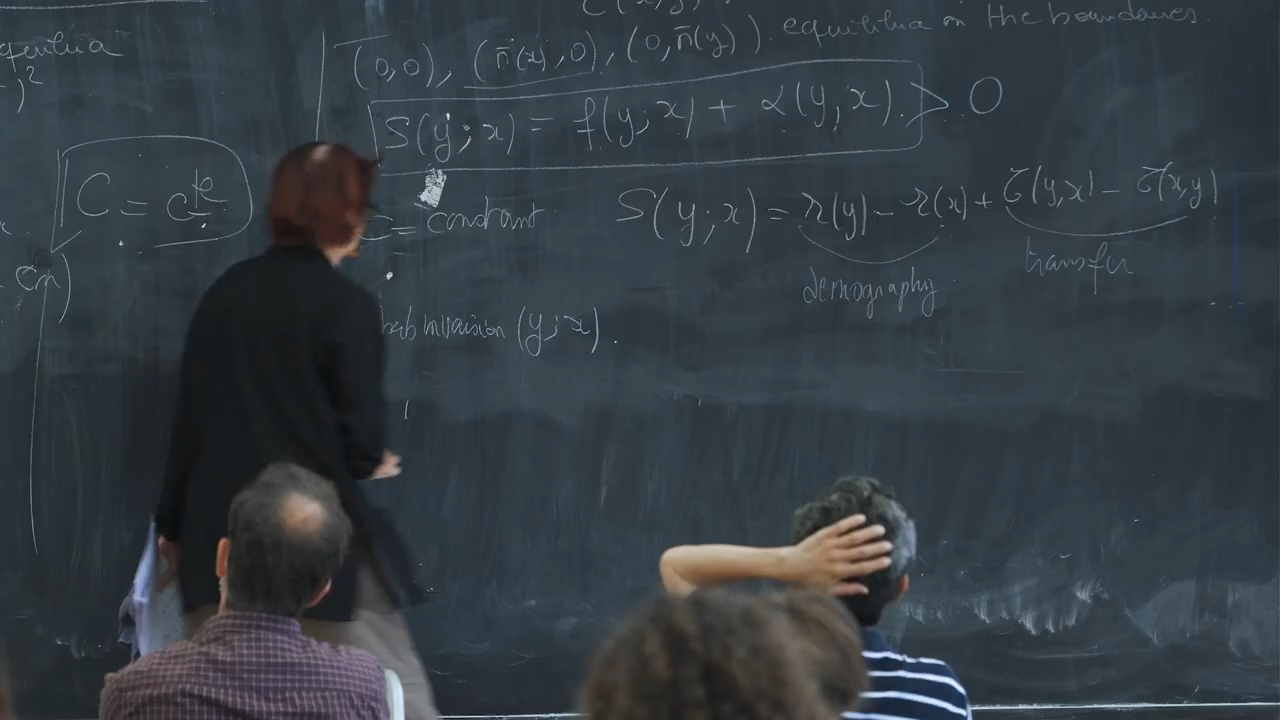 equilibria on the boundaries.
(0,0), (n̄(x),0), (0,n̄(y))
S(y;x) = f(y;x) + α(y,x) > 0
C = cte
= constant
S(y;x) = r(y) - r(x) + τ(y,x) - τ(x,y)
demography
transfer
(y;x).